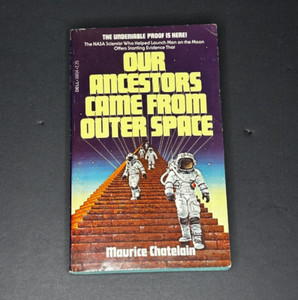 THE UNDENIABLE PROOF IS HERE!
The NASA Scientist Who Helped Launch Men on the Moon
Offers Startling Evidence That
OUR
ANCESTORS
CAME FROM
OUTER SPACE
Maurice Chatelain